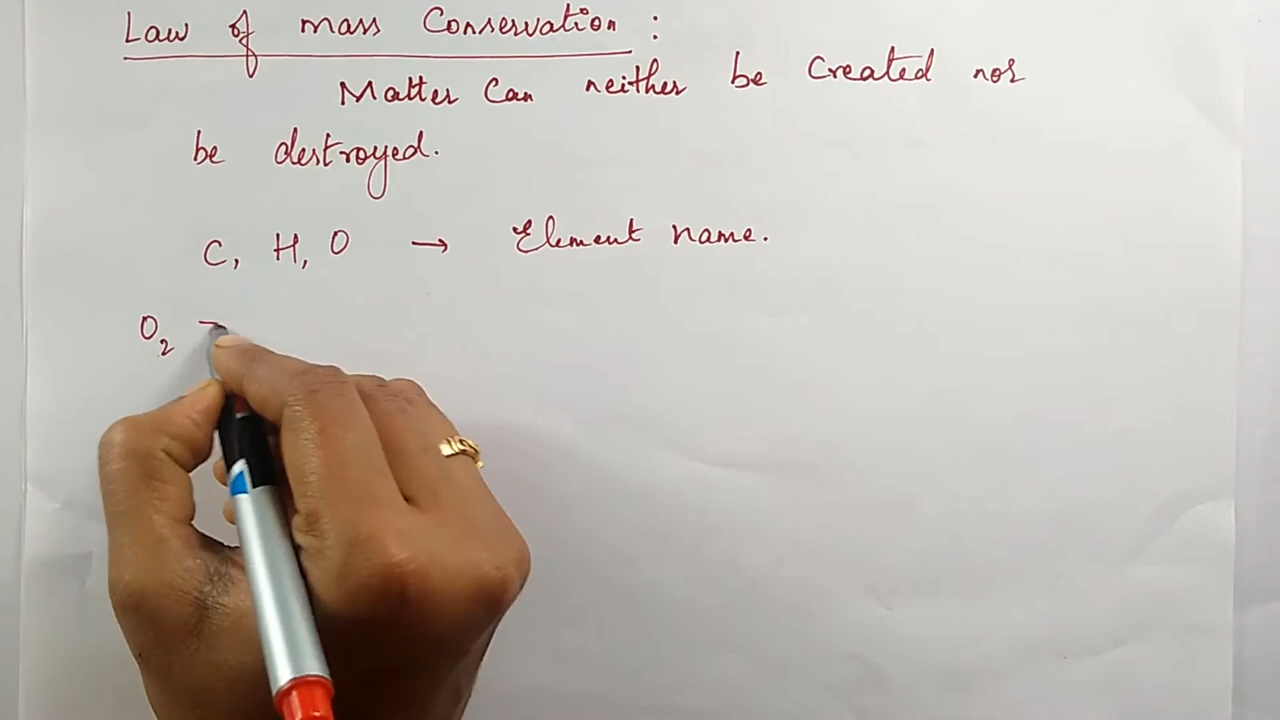 Law of mass Conservation :
Matter Can neither be Created nor
be destroyed.
C, H, O → Element name.
O₂ →